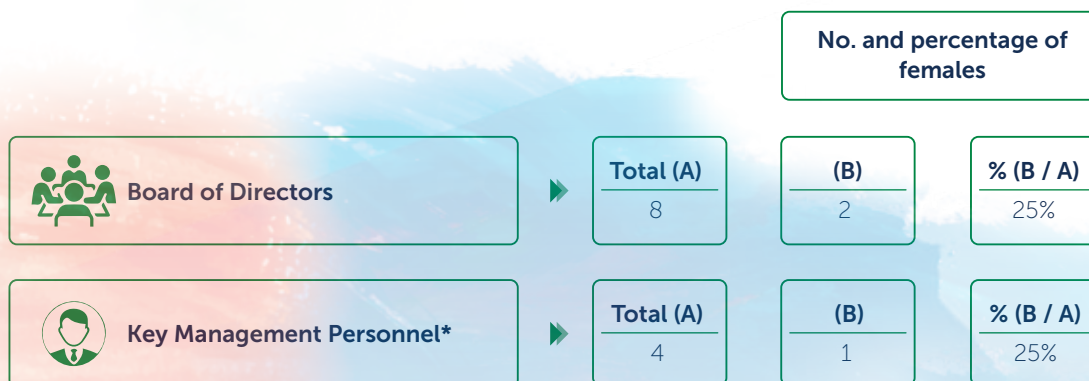 No. and percentage of
females
Board of Directors
Total (A)
(B)
% (B / A)
8
2
25%
Key Management Personnel*
Total (A)
(B)
% (B / A)
4
1
25%